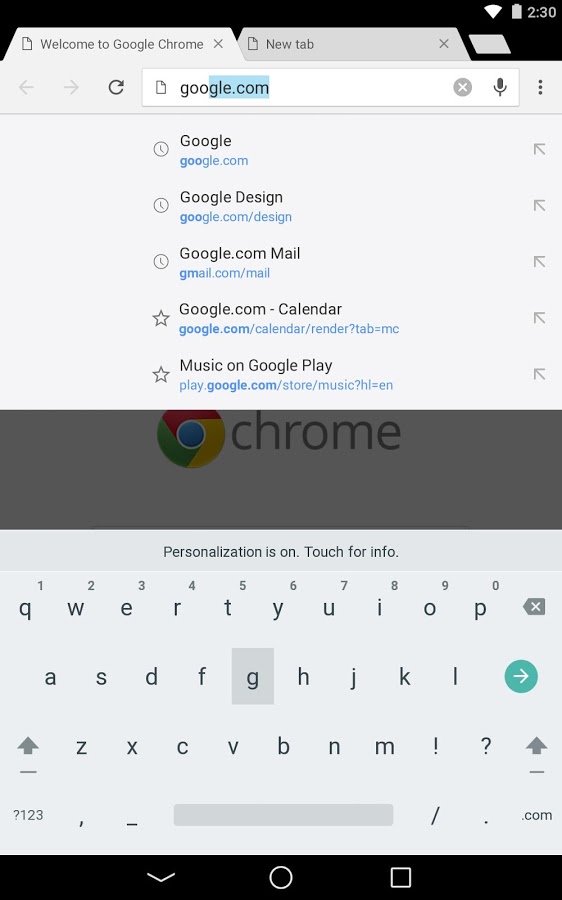 2:30
Welcome to Google Chrome
New tab
google.com
Google
google.com
Google Design
google.com/design
Google.com Mail
gmail.com/mail
Google.com - Calendar
google.com/calendar/render?tab=mc
Music on Google Play
play.google.com/store/music?hl=en
chrome
Personalization is on. Touch for info.
1 2 3 4 5 6 7 8 9 0
q w e r t y u i o p
a s d f g h j k l
z x c v b n m ! ?
?123 , _ / . .com